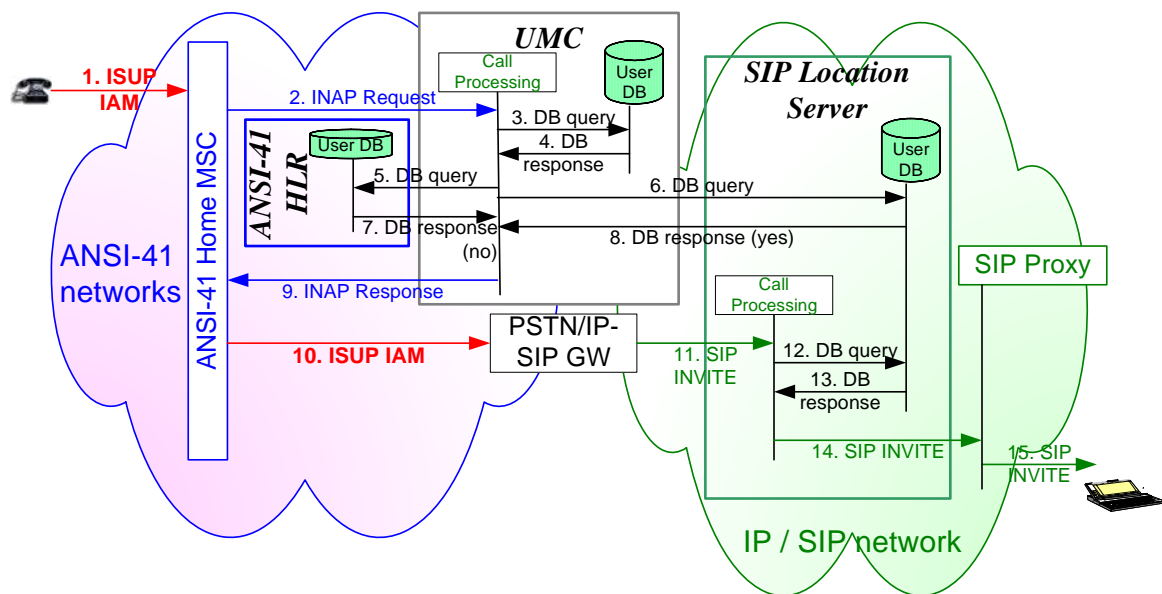 UMC
Call
Processing
User
DB
SIP Location
Server
1. ISUP
IAM
2. INAP Request
3. DB query
4. DB
response
ANSI-41
HLR
User DB
User
DB
5. DB query
6. DB query
7. DB response
(no)
8. DB response (yes)
ANSI-41
networks
ANSI-41 Home MSC
9. INAP Response
SIP Proxy
Call
Processing
10. ISUP IAM
PSTN/IP-
SIP GW
11. SIP
INVITE
12. DB query
13. DB
response
14. SIP INVITE
15. SIP
INVITE
IP / SIP network